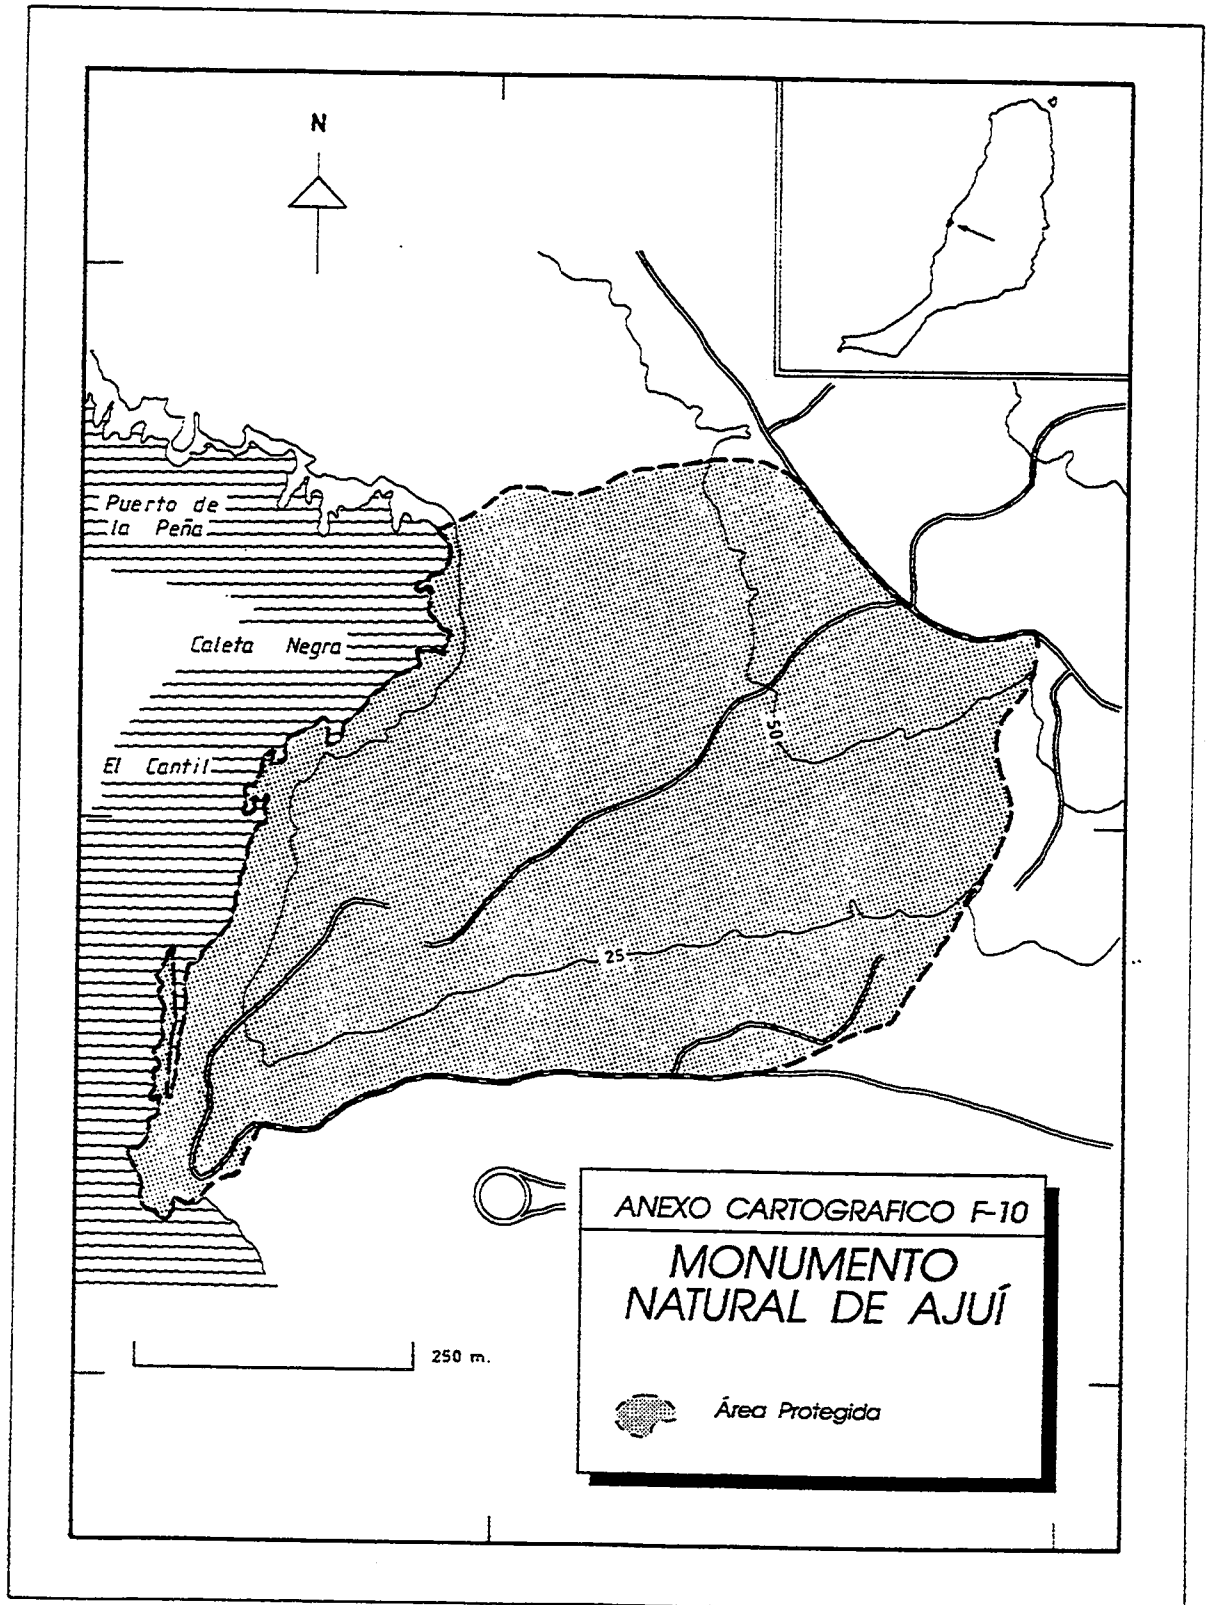 N
Puerto de
la Peña
Caleta Negra
50
El Cantil
25
ANEXO CARTOGRAFICO F-10
MONUMENTO
NATURAL DE AJUÍ
250 m.
Área Protegida